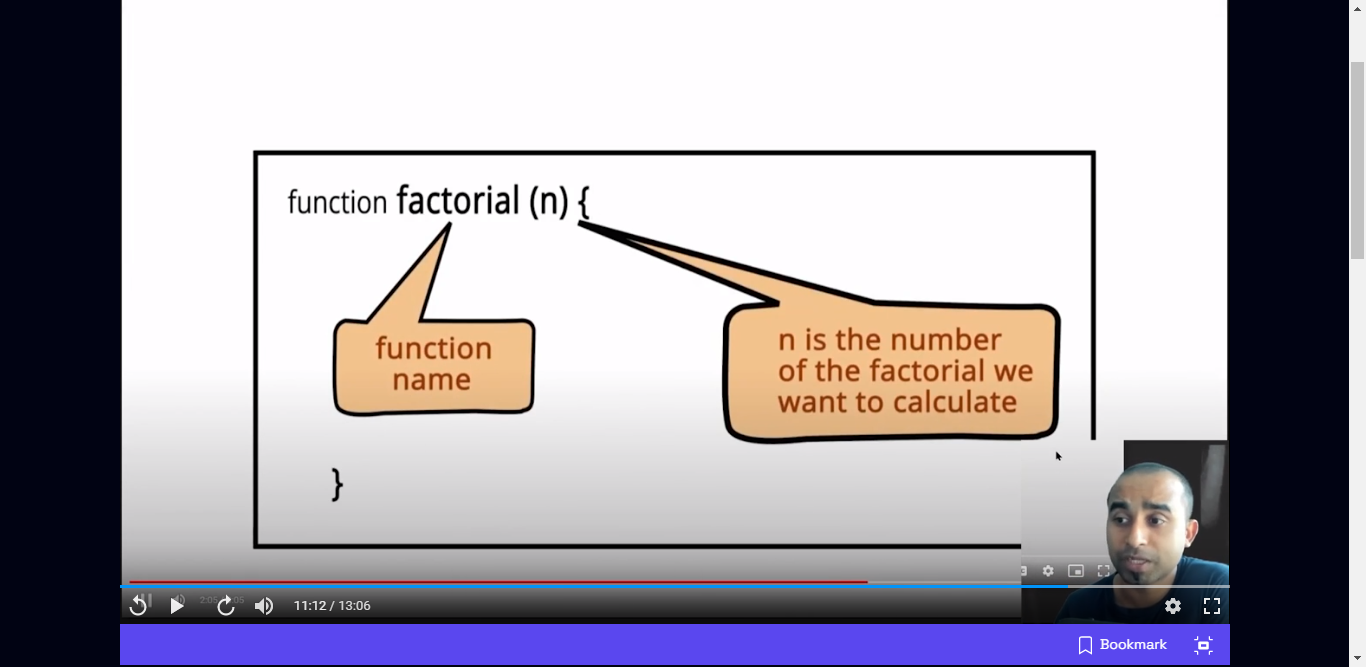 function factorial (n) {
function
name
n is the number
of the factorial we
want to calculate
}
11:12 / 13:06
Bookmark